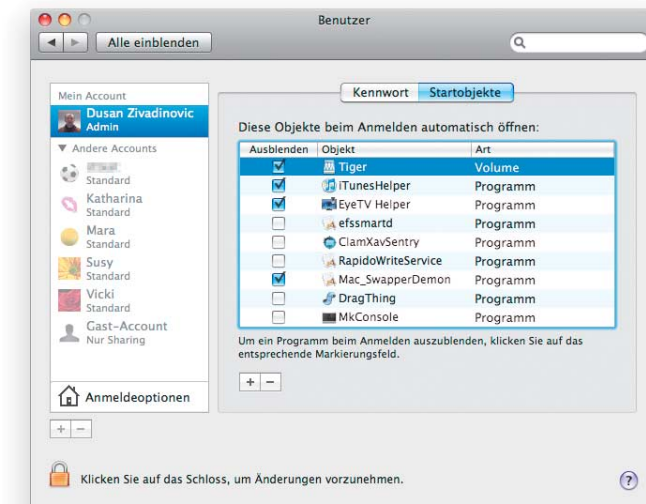 Benutzer
Alle einblenden
Mein Account
Dusan Zivadinovic
Admin
Andere Accounts
Standard
Katharina
Standard
Mara
Standard
Susy
Standard
Vicki
Standard
Gast-Account
Nur Sharing
Anmeldeoptionen
Kennwort Startobjekte
Diese Objekte beim Anmelden automatisch öffnen:
Ausblenden Objekt Art
Tiger Volume
iTunesHelper Programm
EyeTV Helper Programm
efssmartd Programm
ClamXavSentry Programm
RapidoWriteService Programm
Mac_SwapperDemon Programm
DragThing Programm
MkConsole Programm
Um ein Programm beim Anmelden auszublenden, klicken Sie auf das
entsprechende Markierungsfeld.
+ −
+ −
Klicken Sie auf das Schloss, um Änderungen vorzunehmen.
?